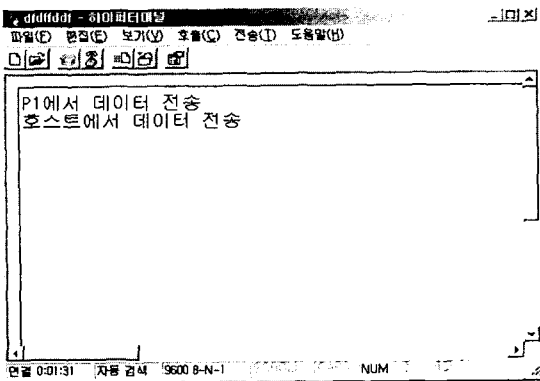 dfdffddf - 하이퍼터미널
파일(F) 편집(E) 보기(V) 호출(C) 전송(T) 도움말(H)
P1에서 데이터 전송
호스트에서 데이터 전송
연결 0:01:31 자동 검색 9600 8-N-1 NUM